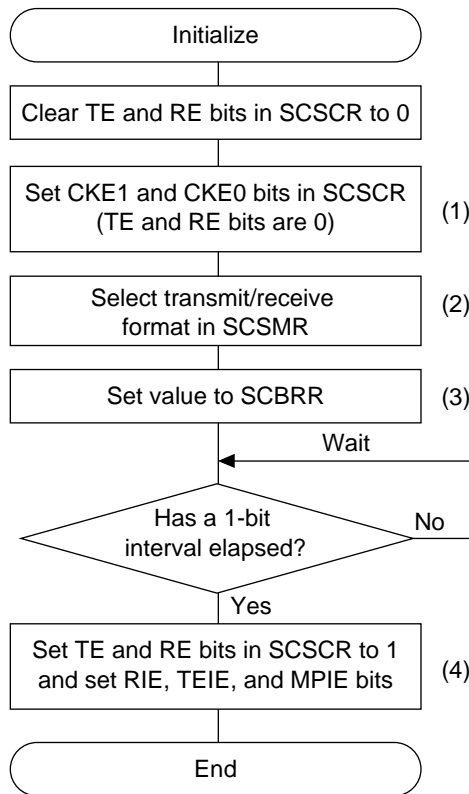 Initialize
Clear TE and RE bits in SCSCR to 0
Set CKE1 and CKE0 bits in SCSCR
(TE and RE bits are 0)
(1)
Select transmit/receive
format in SCSMR
(2)
Set value to SCBRR
(3)
Wait
Has a 1-bit
interval elapsed?
No
Yes
Set TE and RE bits in SCSCR to 1
and set RIE, TEIE, and MPIE bits
(4)
End